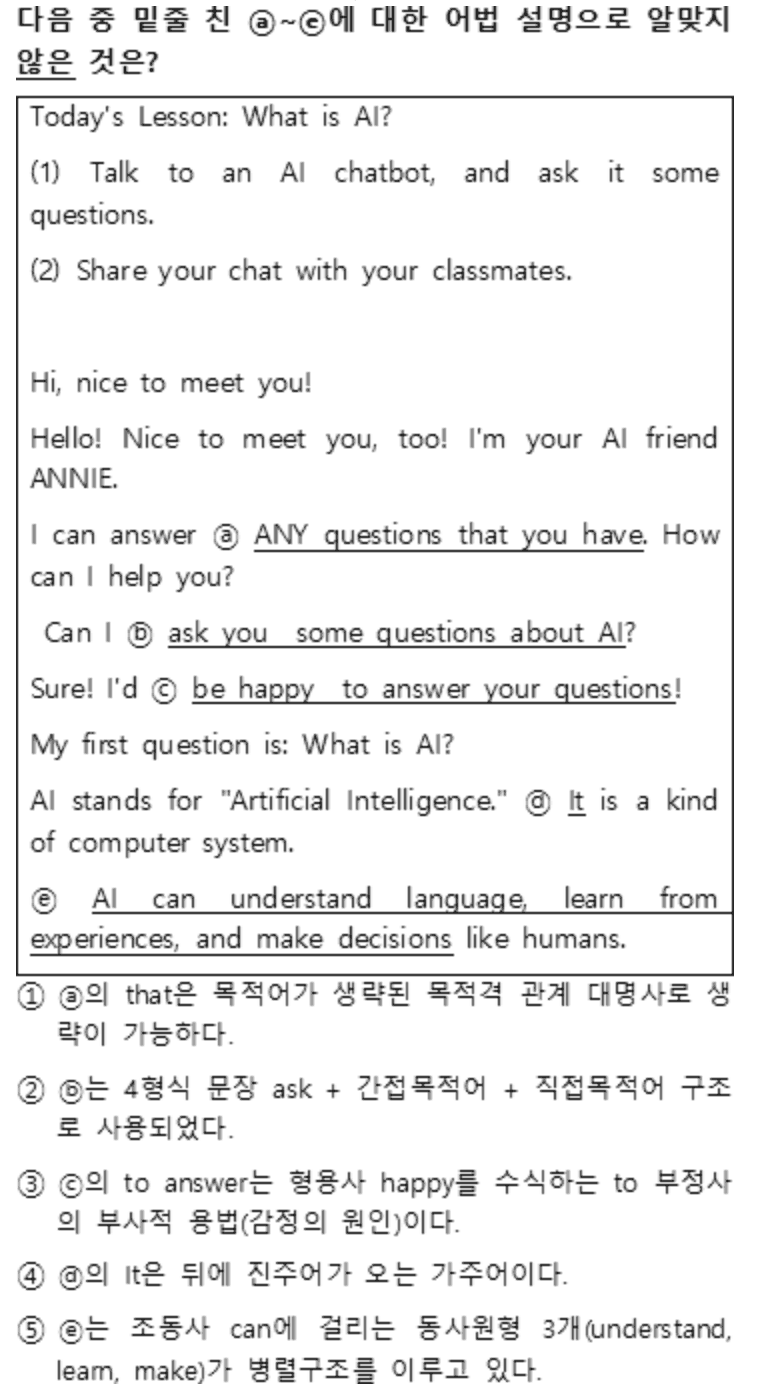 다음 중 밑줄 친 ⓐ~ⓔ에 대한 어법 설명으로 알맞지
않은 것은?
Today's Lesson: What is AI?
(1) Talk to an AI chatbot, and ask it some
questions.
(2) Share your chat with your classmates.
Hi, nice to meet you!
Hello! Nice to meet you, too! I'm your AI friend
ANNIE.
I can answer ⓐ ANY questions that you have. How
can I help you?
Can I ⓑ ask you some questions about AI?
Sure! I'd ⓒ be happy to answer your questions!
My first question is: What is AI?
AI stands for "Artificial Intelligence." ⓓ It is a kind
of computer system.
ⓔ AI can understand language, learn from
experiences, and make decisions like humans.
① ⓐ의 that은 목적어가 생략된 목적격 관계 대명사로 생
략이 가능하다.
② ⓑ는 4형식 문장 ask + 간접목적어 + 직접목적어 구조
로 사용되었다.
③ ⓒ의 to answer는 형용사 happy를 수식하는 to 부정사
의 부사적 용법(감정의 원인)이다.
④ ⓓ의 It은 뒤에 진주어가 오는 가주어이다.
⑤ ⓔ는 조동사 can에 걸리는 동사원형 3개(understand,
learn, make)가 병렬구조를 이루고 있다.